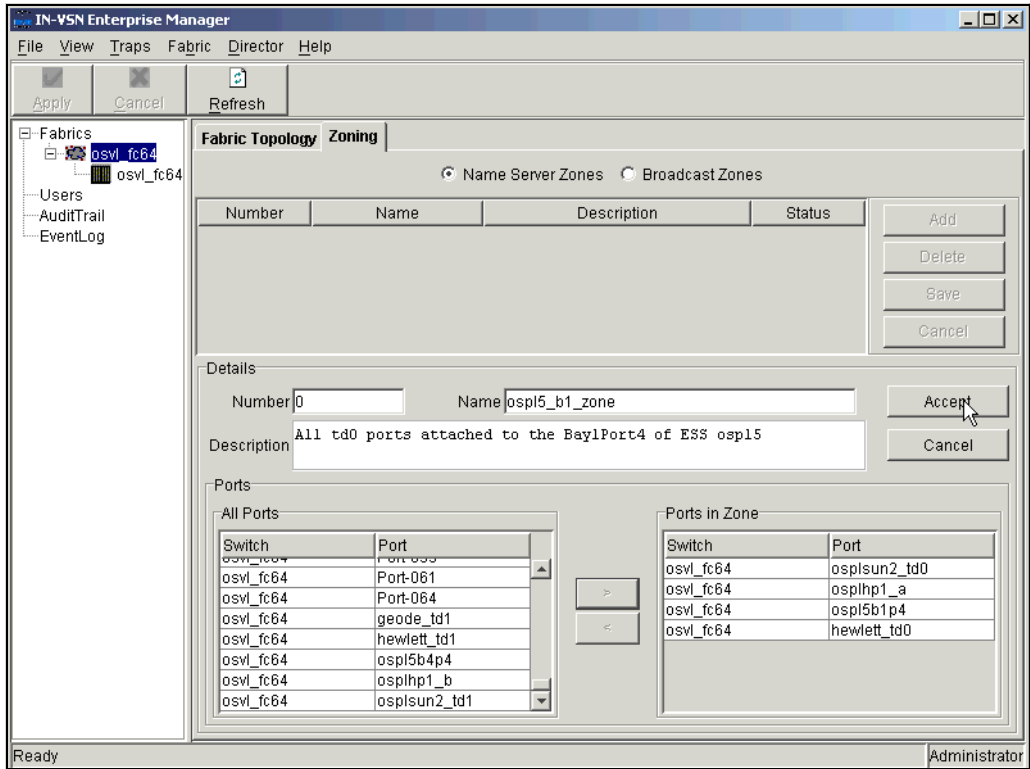 IN-VSN Enterprise Manager
File View Traps Fabric Director Help
Apply Cancel Refresh
Fabrics
osvl_fc64
osvl_fc64
Users
AuditTrail
EventLog
Fabric Topology Zoning
Name Server Zones Broadcast Zones
Number Name Description Status
Add
Delete
Save
Cancel
Details
Number 0 Name ospl5_b1_zone Accept
Description All td0 ports attached to the Bay1Port4 of ESS ospl5 Cancel
Ports
All Ports
Switch Port
osvl_fc64 Port-061
osvl_fc64 Port-064
osvl_fc64 geode_td1
osvl_fc64 hewlett_td1
osvl_fc64 ospl5b4p4
osvl_fc64 osplhp1_b
osvl_fc64 osplsun2_td1
>
<
Ports in Zone
Switch Port
osvl_fc64 osplsun2_td0
osvl_fc64 osplhp1_a
osvl_fc64 ospl5b1p4
osvl_fc64 hewlett_td0
Ready Administrator